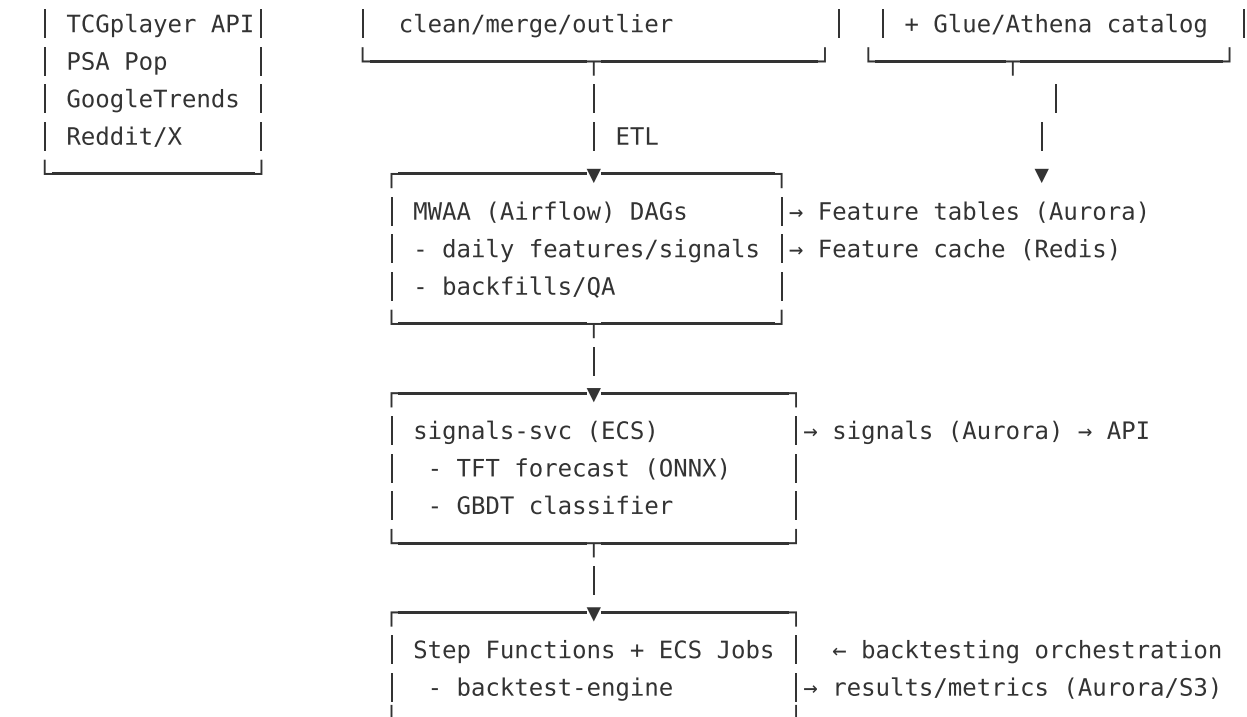 TCGplayer API clean/merge/outlier + Glue/Athena catalog
PSA Pop
GoogleTrends
Reddit/X ETL
MWAA (Airflow) DAGs → Feature tables (Aurora)
- daily features/signals → Feature cache (Redis)
- backfills/QA
signals-svc (ECS) → signals (Aurora) → API
- TFT forecast (ONNX)
- GBDT classifier
Step Functions + ECS Jobs ← backtesting orchestration
- backtest-engine → results/metrics (Aurora/S3)